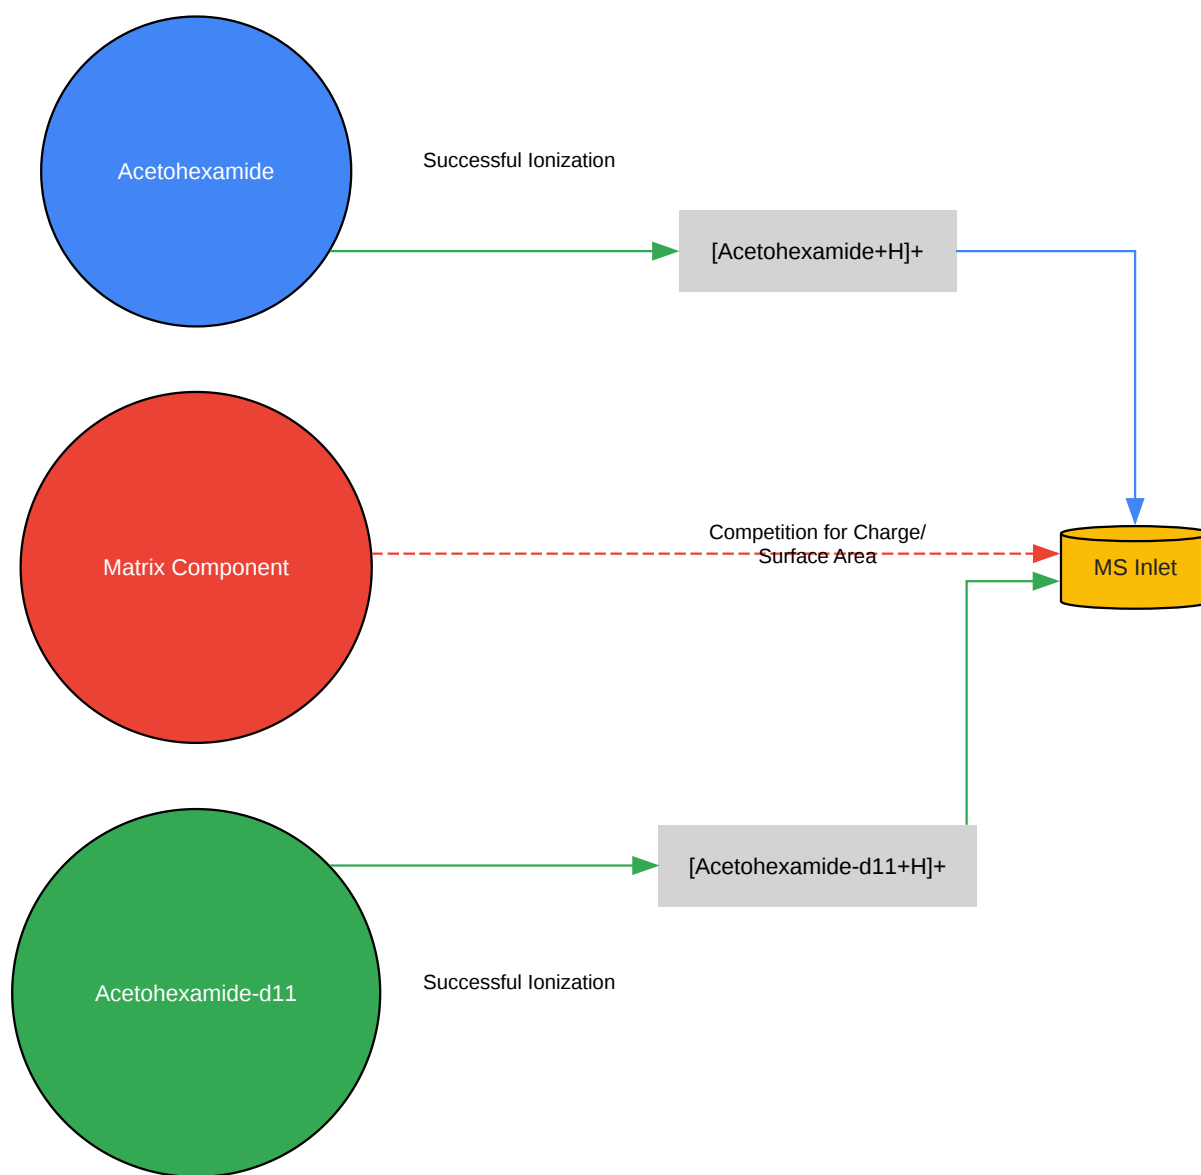 Acetohexamide
Successful Ionization
[Acetohexamide+H]+
Matrix Component
Competition for Charge/
Surface Area
MS Inlet
[Acetohexamide-d11+H]+
Acetohexamide-d11
Successful Ionization